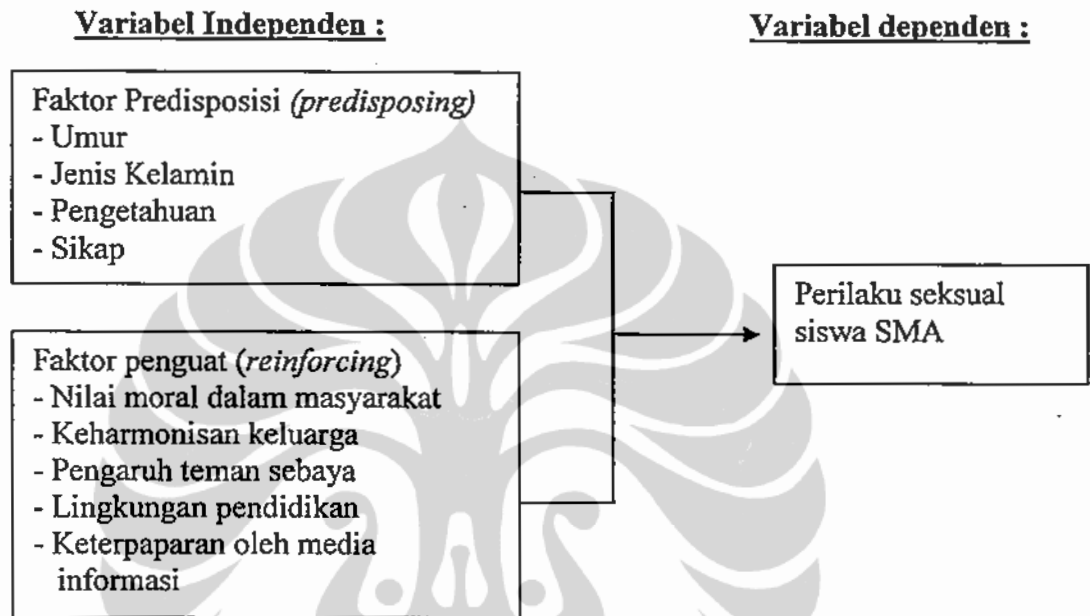 Variabel Independen :
Variabel dependen :
Faktor Predisposisi (predisposing)
- Umur
- Jenis Kelamin
- Pengetahuan
- Sikap
Faktor penguat (reinforcing)
- Nilai moral dalam masyarakat
- Keharmonisan keluarga
- Pengaruh teman sebaya
- Lingkungan pendidikan
- Keterpaparan oleh media
informasi
Perilaku seksual
siswa SMA